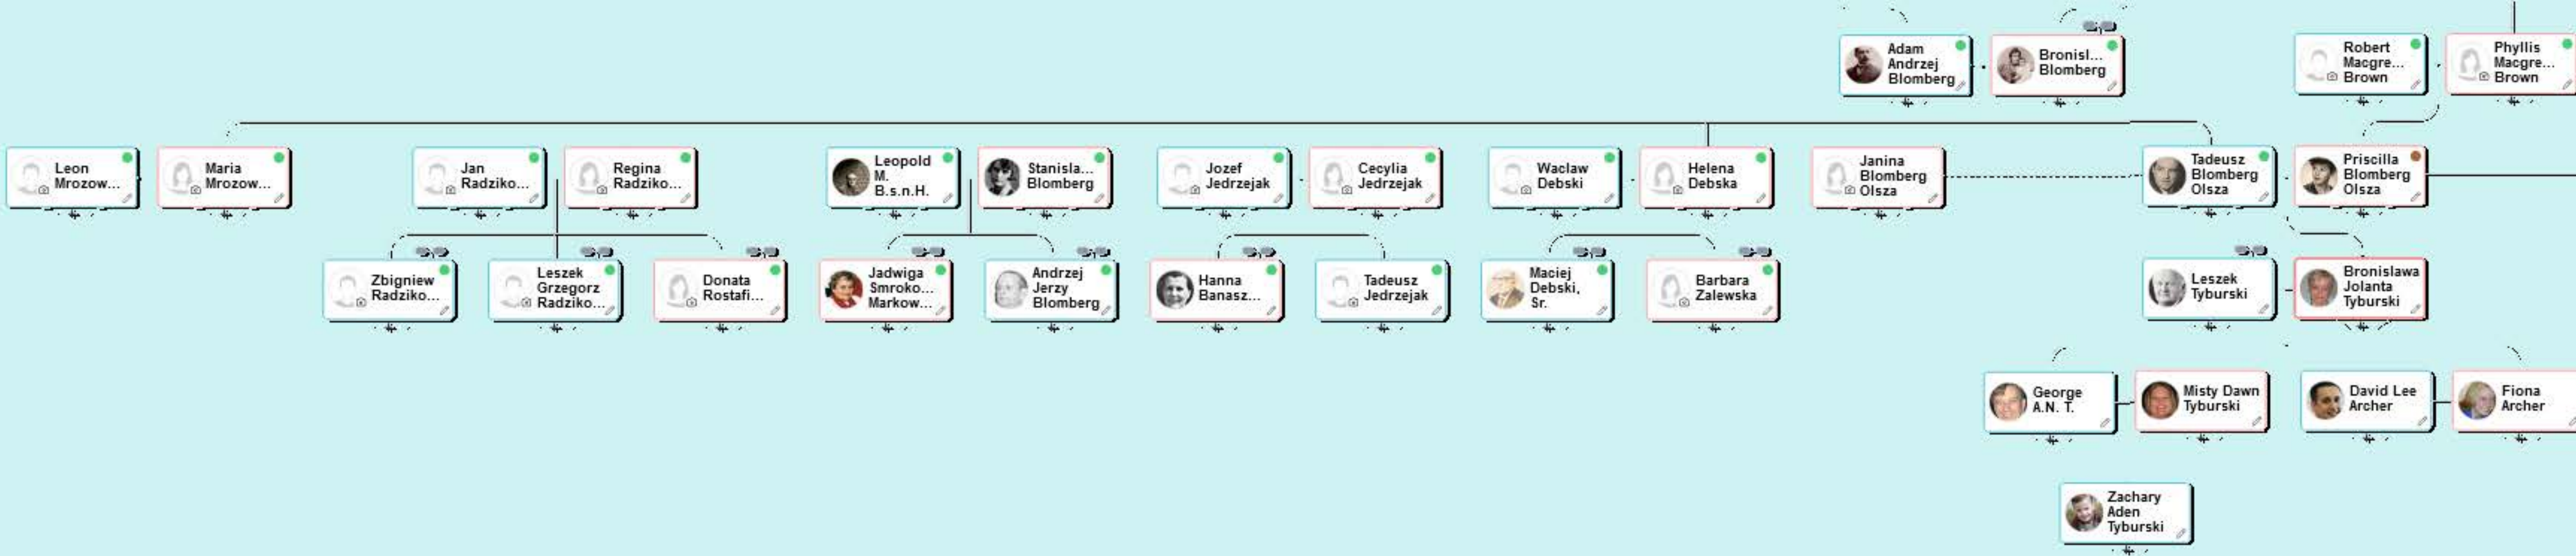 Adam
Andrzej
Blomberg
Bronisl...
Blomberg
Robert
Macgre...
Brown
Phyllis
Macgre...
Brown
Leon
Mrozow...
Maria
Mrozow...
Jan
Radziko...
Regina
Radziko...
Leopold
M.
B.s.n.H.
Stanisla...
Blomberg
Jozef
Jedrzejak
Cecylia
Jedrzejak
Waclaw
Debski
Helena
Debska
Janina
Blomberg
Olsza
Tadeusz
Blomberg
Olsza
Priscilla
Blomberg
Olsza
Zbigniew
Radziko...
Leszek
Grzegorz
Radziko...
Donata
Rostafi...
Jadwiga
Smroko...
Markow...
Andrzej
Jerzy
Blomberg
Hanna
Banasz...
Tadeusz
Jedrzejak
Maciej
Debski,
Sr.
Barbara
Zalewska
Leszek
Tyburski
Bronislawa
Jolanta
Tyburski
George
A.N. T.
Misty Dawn
Tyburski
David Lee
Archer
Fiona
Archer
Zachary
Aden
Tyburski